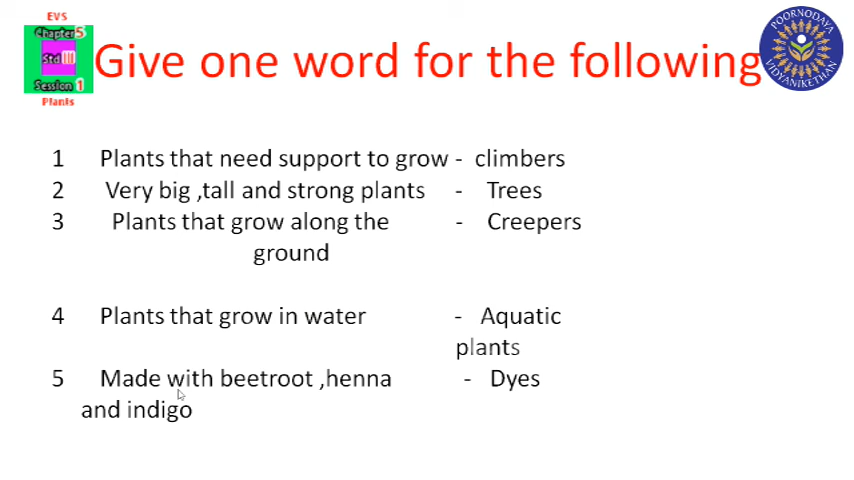 EVS
Chapter 5
Std III
Session 1
Plants
Give one word for the following
POORNODAYA
VIDYANIKETHAN
1 Plants that need support to grow - climbers
2 Very big ,tall and strong plants - Trees
3 Plants that grow along the - Creepers
ground
4 Plants that grow in water - Aquatic
plants
5 Made with beetroot ,henna - Dyes
and indigo